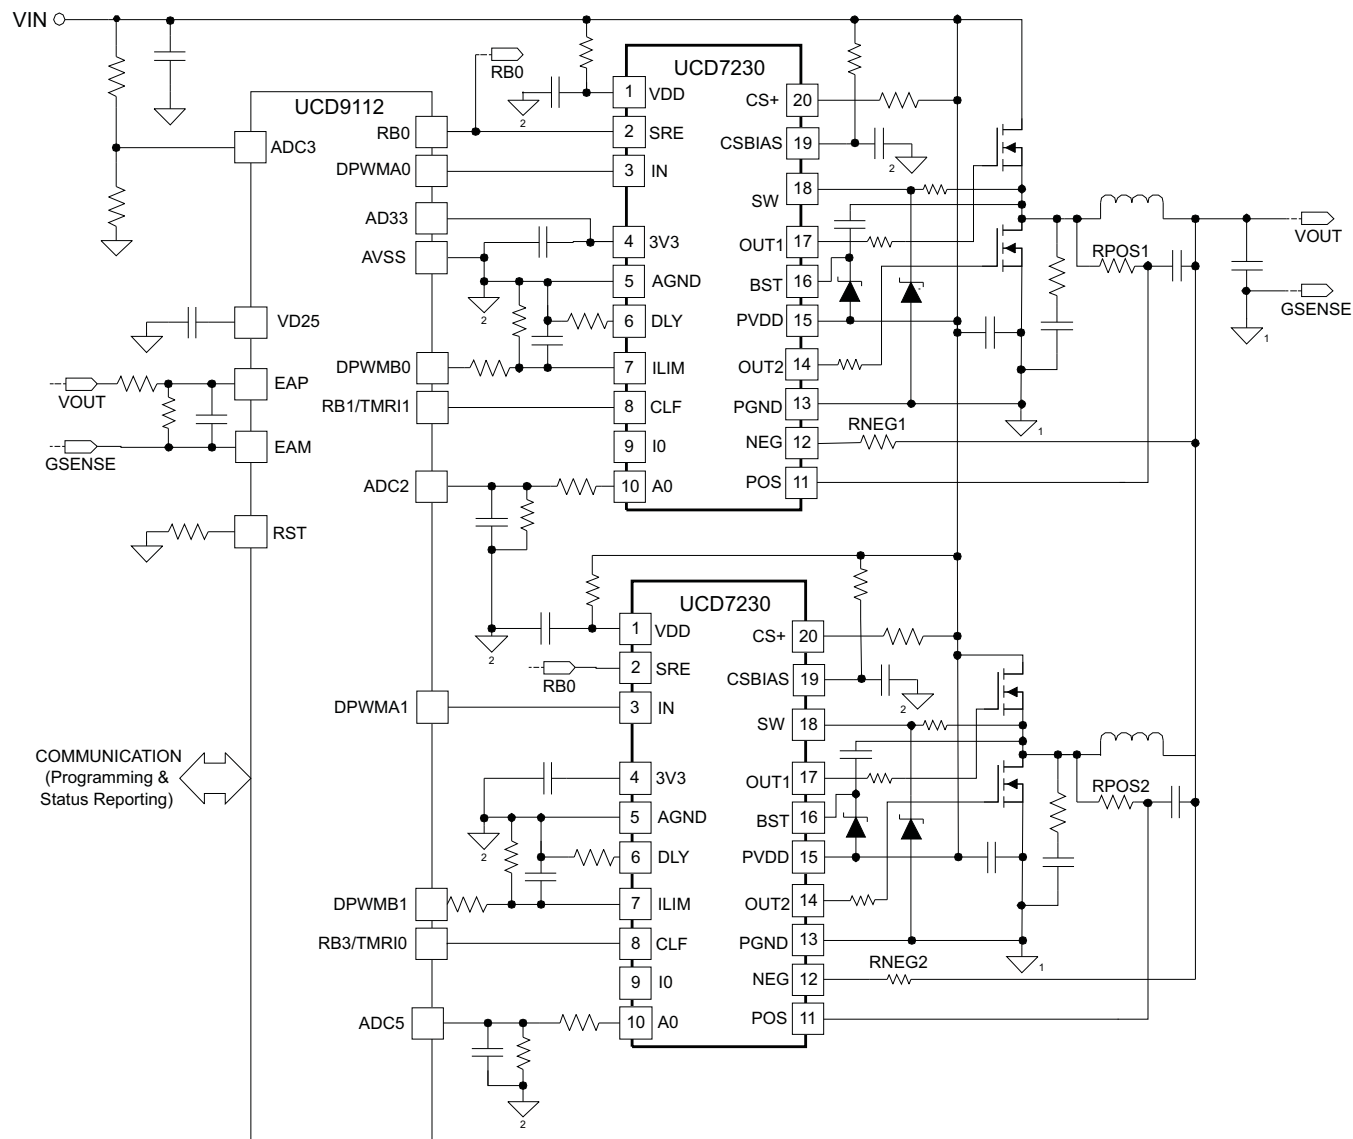 VIN
RB0
UCD7230
UCD9112
1 VDD
CS+ 20
2
RB0
2 SRE
CSBIAS 19
ADC3
2
DPWMA0
3 IN
SW 18
AD33
4 3V3
OUT1 17
VOUT
AVSS
RPOS1
5 AGND
BST 16
2
GSENSE
VD25
6 DLY
PVDD 15
1
DPWMB0
7 ILIM
OUT2 14
EAP
VOUT
RB1/TMRI1
8 CLF
PGND 13
1
EAM
GSENSE
9 I0
NEG 12
RNEG1
ADC2
10 A0
POS 11
RST
UCD7230
1 VDD
CS+ 20
2
RB0
2 SRE
CSBIAS 19
2
DPWMA1
3 IN
SW 18
COMMUNICATION
(Programming &
Status Reporting)
4 3V3
OUT1 17
RPOS2
5 AGND
BST 16
2
6 DLY
PVDD 15
DPWMB1
7 ILIM
OUT2 14
RB3/TMRI0
8 CLF
PGND 13
1
9 I0
NEG 12
RNEG2
ADC5
10 A0
POS 11
2